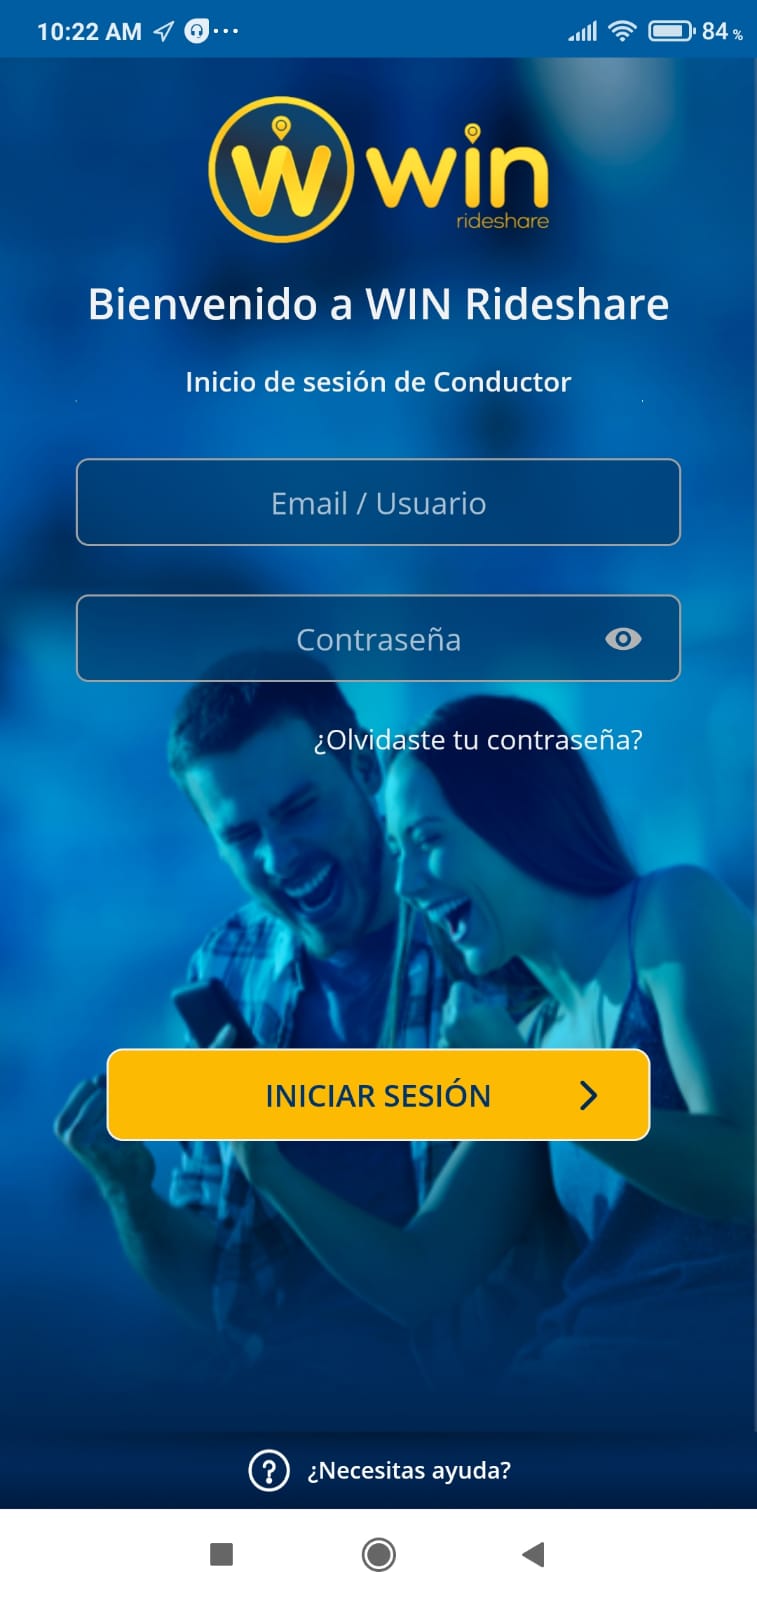 10:22 AM ... 84 %
W win
rideshare
Bienvenido a WIN Rideshare
Inicio de sesión de Conductor
Email / Usuario
Contraseña
¿Olvidaste tu contraseña?
INICIAR SESIÓN
¿Necesitas ayuda?